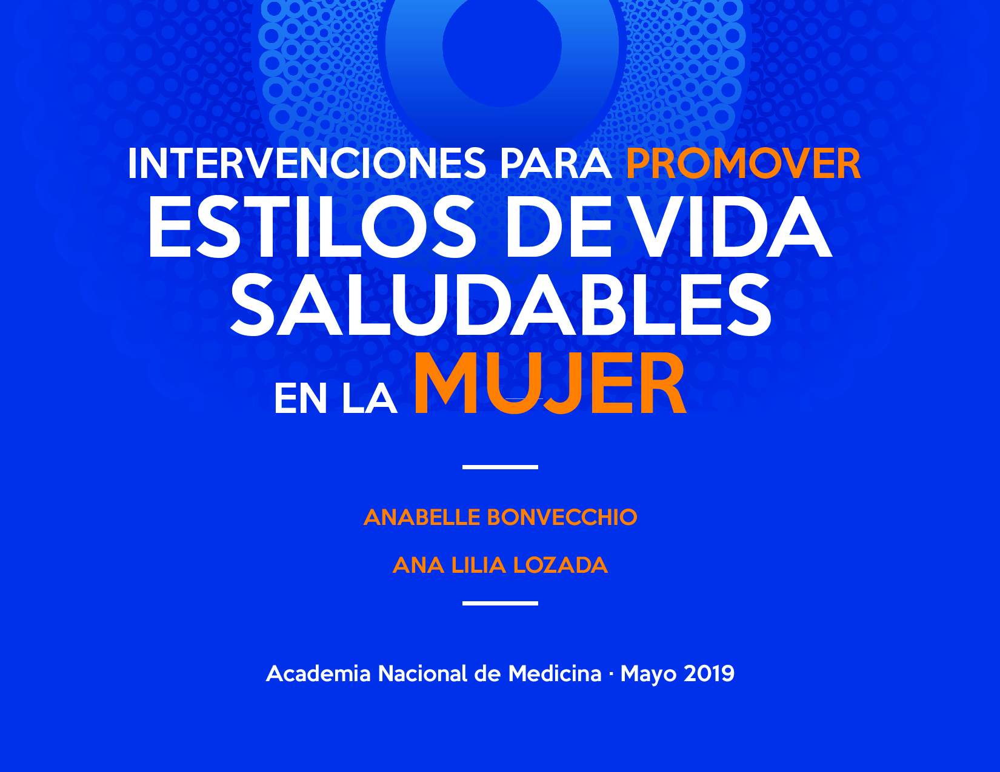 INTERVENCIONES PARA PROMOVER
ESTILOS DE VIDA
SALUDABLES
EN LA MUJER
ANABELLE BONVECCHIO
ANA LILIA LOZADA
Academia Nacional de Medicina · Mayo 2019